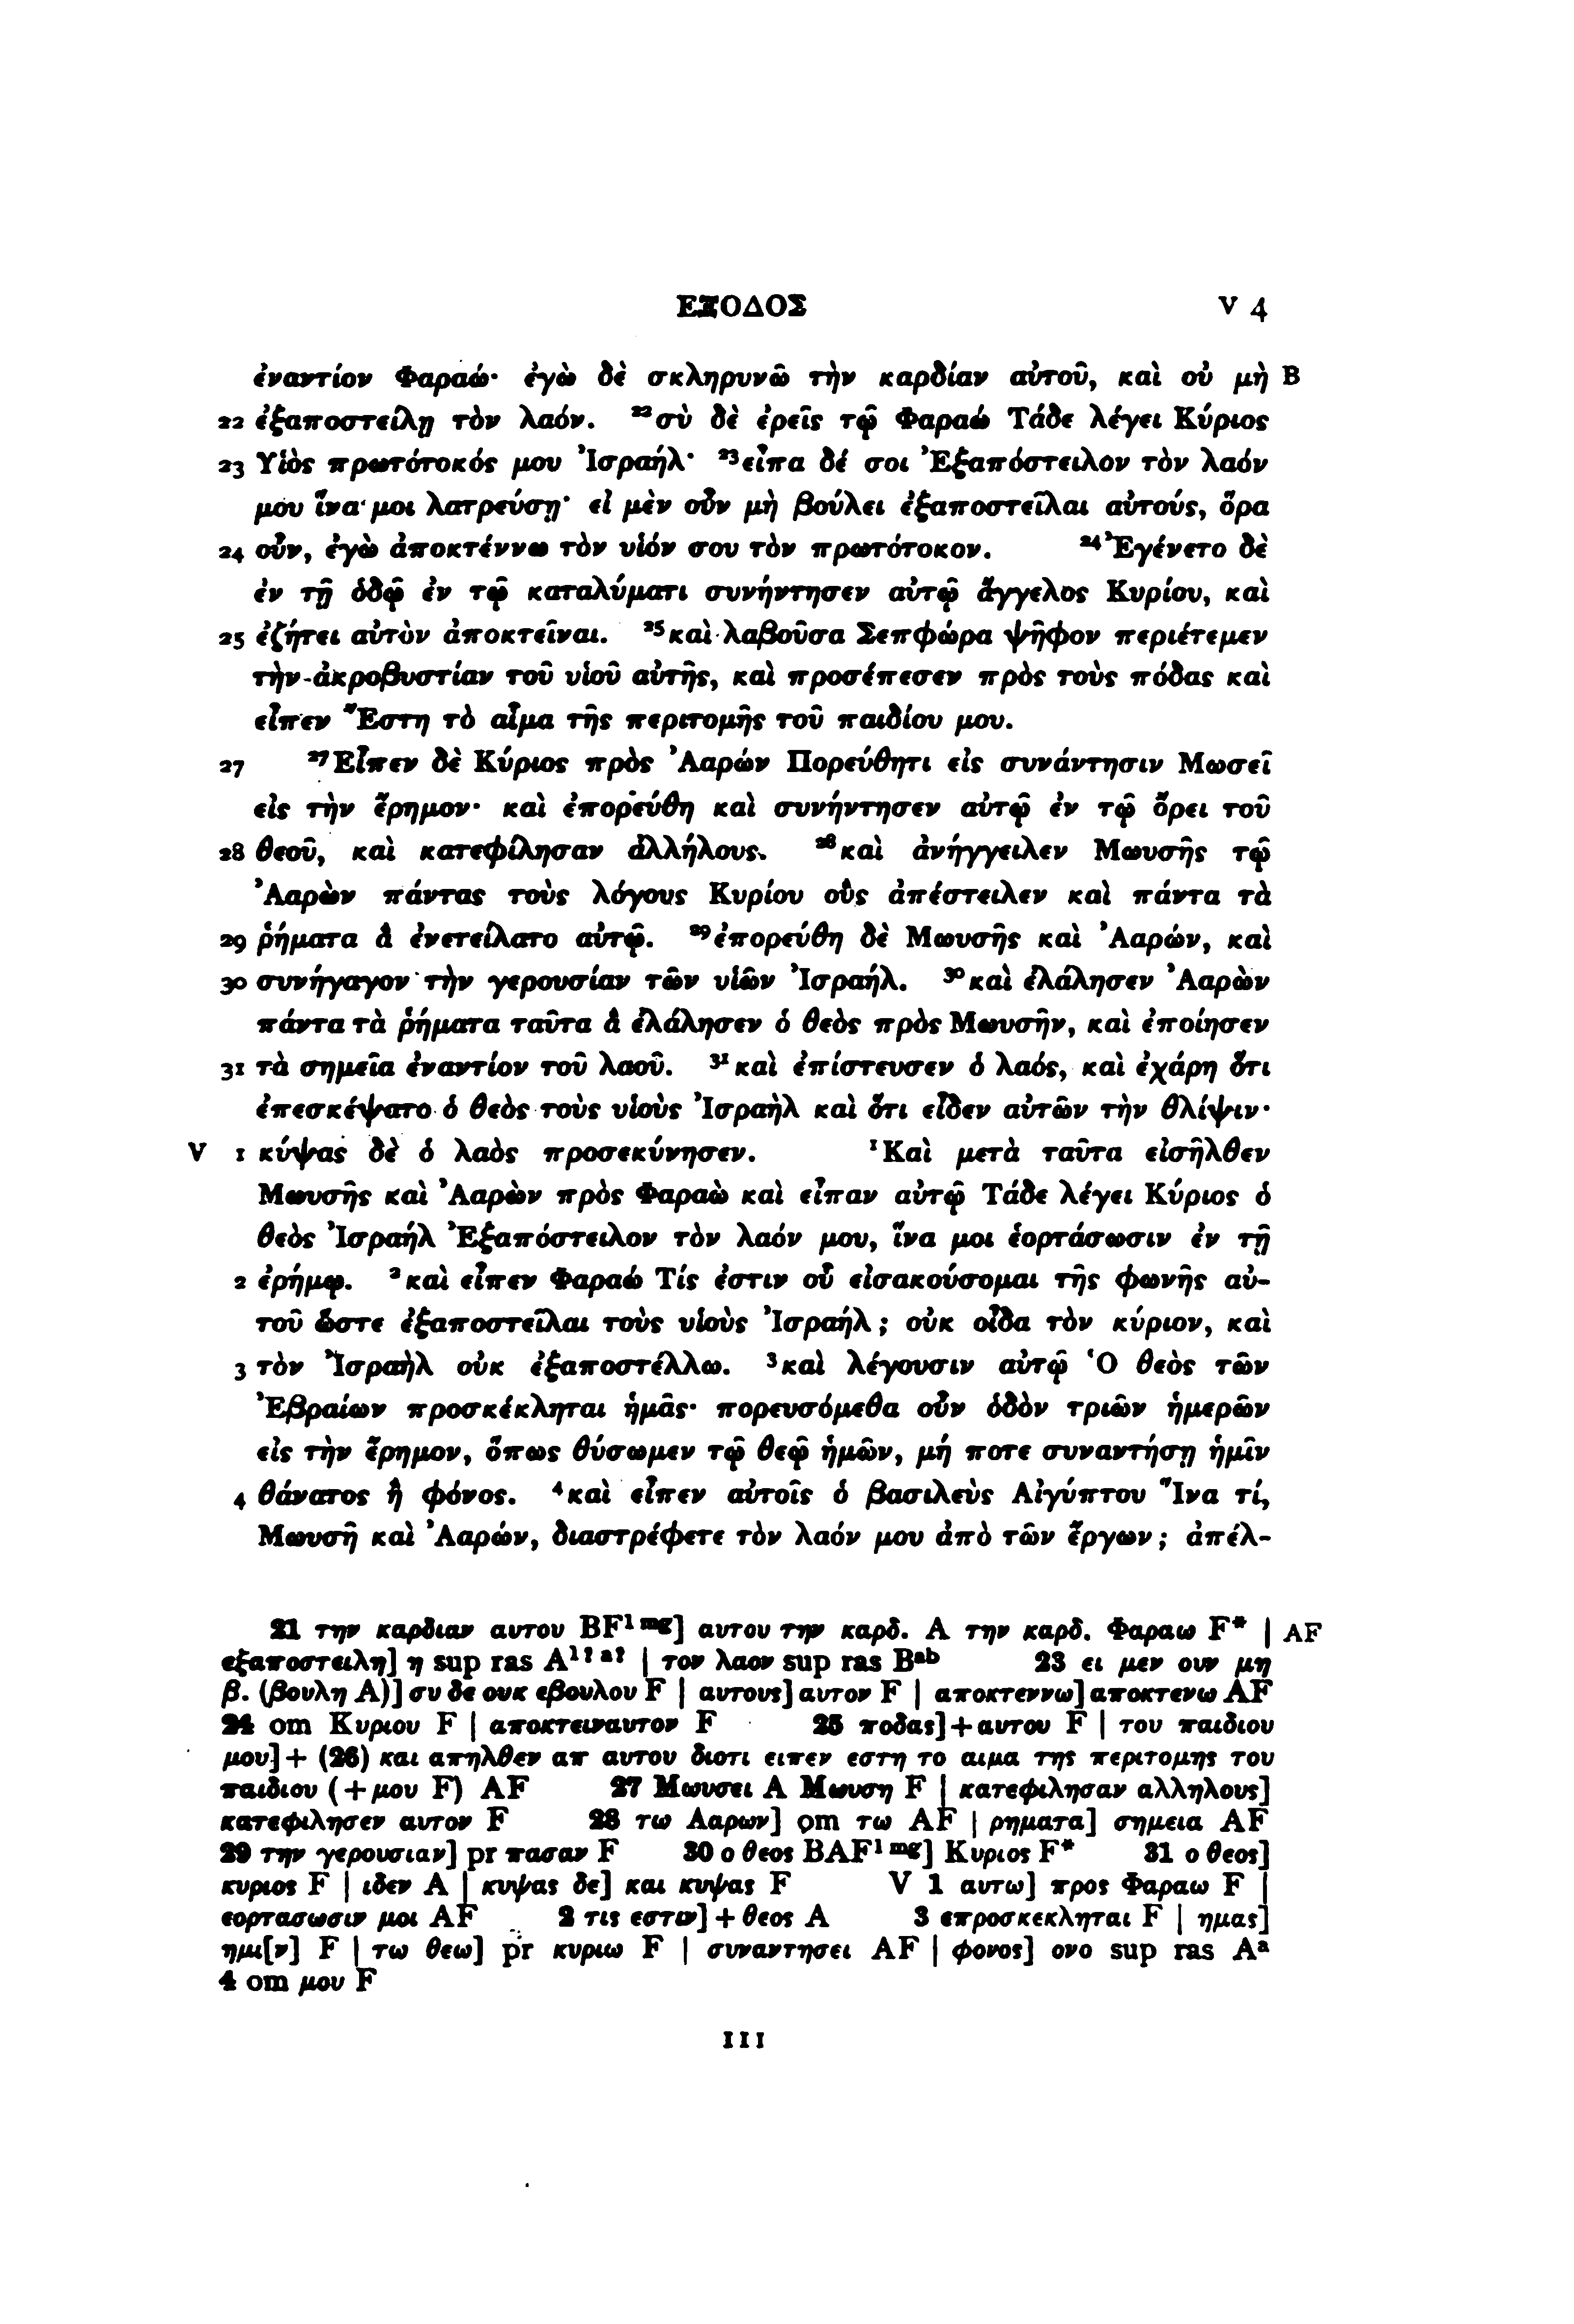 ΕΞΟΔΟΣ V 4
ἐναντίον Φαραώ· ἐγὼ δὲ σκληρυνῶ τὴν καρδίαν αὐτοῦ, καὶ οὐ μὴ B
22 ἐξαποστείλῃ τὸν λαόν. ²²σὺ δὲ ἐρεῖς τῷ Φαραώ Τάδε λέγει Κύριος
23 Υἱὸς πρωτότοκός μου Ἰσραήλ· ²³εἶπα δέ σοι Ἐξαπόστειλον τὸν λαόν
μου ἵνα μοι λατρεύσῃ· εἰ μὲν οὖν μὴ βούλει ἐξαποστεῖλαι αὐτούς, ὅρα
24 οὖν, ἐγὼ ἀποκτέννω τὸν υἱόν σου τὸν πρωτότοκον. ²⁴Ἐγένετο δὲ
ἐν τῇ ὁδῷ ἐν τῷ καταλύματι συνήντησεν αὐτῷ ἄγγελος Κυρίου, καὶ
25 ἐζήτει αὐτὸν ἀποκτεῖναι. ²⁵καὶ λαβοῦσα Σεπφώρα ψῆφον περιέτεμεν
τὴν ἀκροβυστίαν τοῦ υἱοῦ αὐτῆς, καὶ προσέπεσεν πρὸς τοὺς πόδας καὶ
εἶπεν Ἔστη τὸ αἷμα τῆς περιτομῆς τοῦ παιδίου μου.
27 ²⁷Εἶπεν δὲ Κύριος πρὸς Ἀαρών Πορεύθητι εἰς συνάντησιν Μωσεῖ
εἰς τὴν ἔρημον· καὶ ἐπορεύθη καὶ συνήντησεν αὐτῷ ἐν τῷ ὄρει τοῦ
28 θεοῦ, καὶ κατεφίλησαν ἀλλήλους. ²⁸καὶ ἀνήγγειλεν Μωυσῆς τῷ
Ἀαρὼν πάντας τοὺς λόγους Κυρίου οὓς ἀπέστειλεν καὶ πάντα τὰ
29 ῥήματα ἃ ἐνετείλατο αὐτῷ. ²⁹ἐπορεύθη δὲ Μωυσῆς καὶ Ἀαρών, καὶ
30 συνήγαγον τὴν γερουσίαν τῶν υἱῶν Ἰσραήλ. ³⁰καὶ ἐλάλησεν Ἀαρὼν
πάντα τὰ ῥήματα ταῦτα ἃ ἐλάλησεν ὁ θεὸς πρὸς Μωυσῆν, καὶ ἐποίησεν
31 τὰ σημεῖα ἐναντίον τοῦ λαοῦ. ³¹καὶ ἐπίστευσεν ὁ λαός, καὶ ἐχάρη ὅτι
ἐπεσκέψατο ὁ θεὸς τοὺς υἱοὺς Ἰσραὴλ καὶ ὅτι εἶδεν αὐτῶν τὴν θλίψιν·
V 1 κύψας δὲ ὁ λαὸς προσεκύνησεν. ¹Καὶ μετὰ ταῦτα εἰσῆλθεν
Μωυσῆς καὶ Ἀαρὼν πρὸς Φαραὼ καὶ εἶπαν αὐτῷ Τάδε λέγει Κύριος ὁ
θεὸς Ἰσραήλ Ἐξαπόστειλον τὸν λαόν μου, ἵνα μοι ἑορτάσωσιν ἐν τῇ
2 ἐρήμῳ. ²καὶ εἶπεν Φαραώ Τίς ἐστιν οὗ εἰσακούσομαι τῆς φωνῆς αὐ-
τοῦ ὥστε ἐξαποστεῖλαι τοὺς υἱοὺς Ἰσραήλ; οὐκ οἶδα τὸν κύριον, καὶ
3 τὸν Ἰσραὴλ οὐκ ἐξαποστέλλω. ³καὶ λέγουσιν αὐτῷ Ὁ θεὸς τῶν
Ἐβραίων προσκέκληται ἡμᾶς· πορευσόμεθα οὖν ὁδὸν τριῶν ἡμερῶν
εἰς τὴν ἔρημον, ὅπως θύσωμεν τῷ θεῷ ἡμῶν, μή ποτε συναντήσῃ ἡμῖν
4 θάνατος ἢ φόνος. ⁴καὶ εἶπεν αὐτοῖς ὁ βασιλεὺς Αἰγύπτου Ἵνα τί,
Μωυσῆ καὶ Ἀαρών, διαστρέφετε τὸν λαόν μου ἀπὸ τῶν ἔργων; ἀπέλ-
21 την καρδιαν αυτου BF¹ ᵐᵍ] αυτου την καρδ. A την καρδ. Φαραω F* | AF
εξαποστειλη] η sup ras A¹? ᵃ? | τον λαον sup ras Bᵃᵇ 23 ει μεν ουν μη
β. (βουλη A)] συ δε ουκ εβουλου F | αυτους] αυτον F | αποκτεννω] αποκτενω AF
24 om Κυριου F | αποκτειναυτον F 25 ποδας]+αυτου F | του παιδιου
μου]+ (26) και απηλθεν απ αυτου διοτι ειπεν εστη το αιμα της περιτομης του
παιδιου (+μου F) AF 27 Μωυσει A Μωυση F | κατεφιλησαν αλληλους]
κατεφιλησεν αυτον F 28 τω Ααρων] om τω AF | ρηματα] σημεια AF
29 την γερουσιαν] pr πασαν F 30 ο θεος BAF¹ ᵐᵍ] Κυριος F* 31 ο θεος]
κυριος F | ιδεν A | κυψας δε] και κυψας F V 1 αυτω] προς Φαραω F |
εορτασωσιν μοι AF 2 τις εστιν]+θεος A 3 επροσκεκληται F | ημας]
ημι[ν] F | τω θεω] pr κυριω F | συναντησει AF | φονος] ονο sup ras Aᵃ
4 om μου F
111